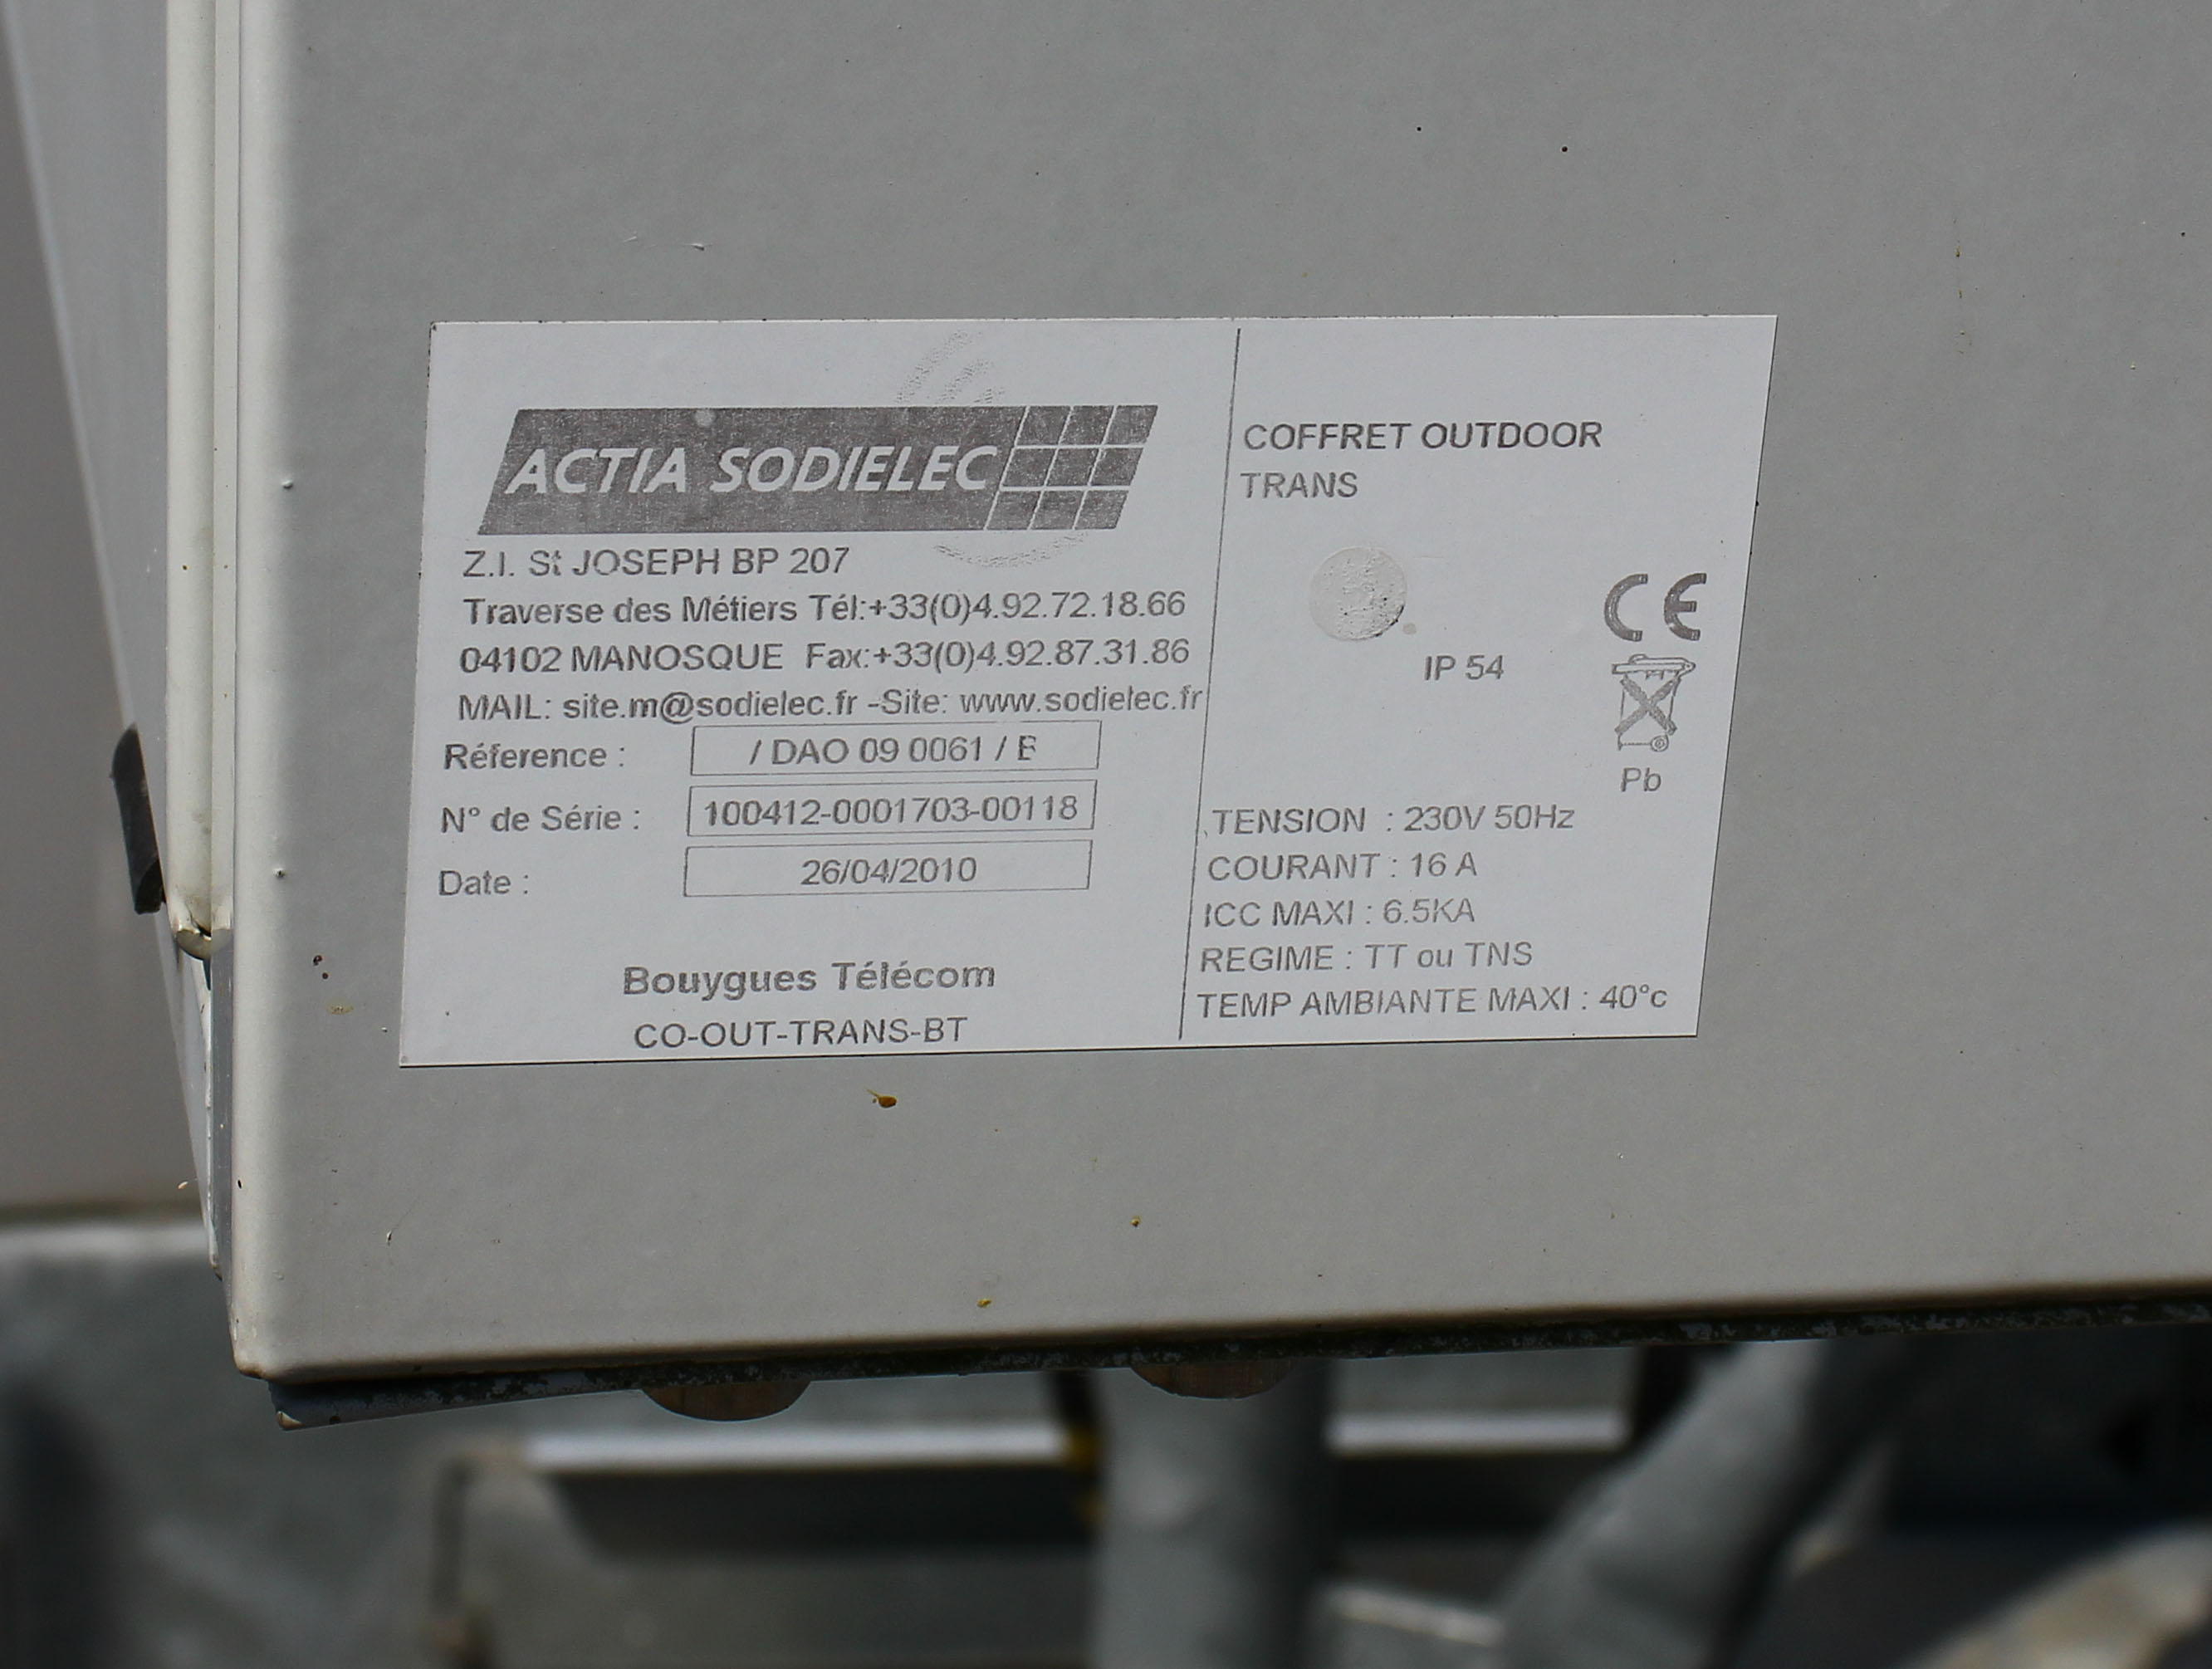 ACTIA SODIELEC
Z.I. St JOSEPH BP 207
Traverse des Métiers Tél:+33(0)4.92.72.18.66
04102 MANOSQUE Fax:+33(0)4.92.87.31.86
MAIL: site.m@sodielec.fr -Site: www.sodielec.fr
Réference : / DAO 09 0061 /
N° de Série : 100412-0001703-00118
Date : 26/04/2010
Bouygues Télécom
CO-OUT-TRANS-BT
COFFRET OUTDOOR
TRANS
CE
IP 54
Pb
TENSION : 230V 50Hz
COURANT : 16 A
ICC MAXI : 6.5KA
REGIME : TT ou TNS
TEMP AMBIANTE MAXI : 40°c